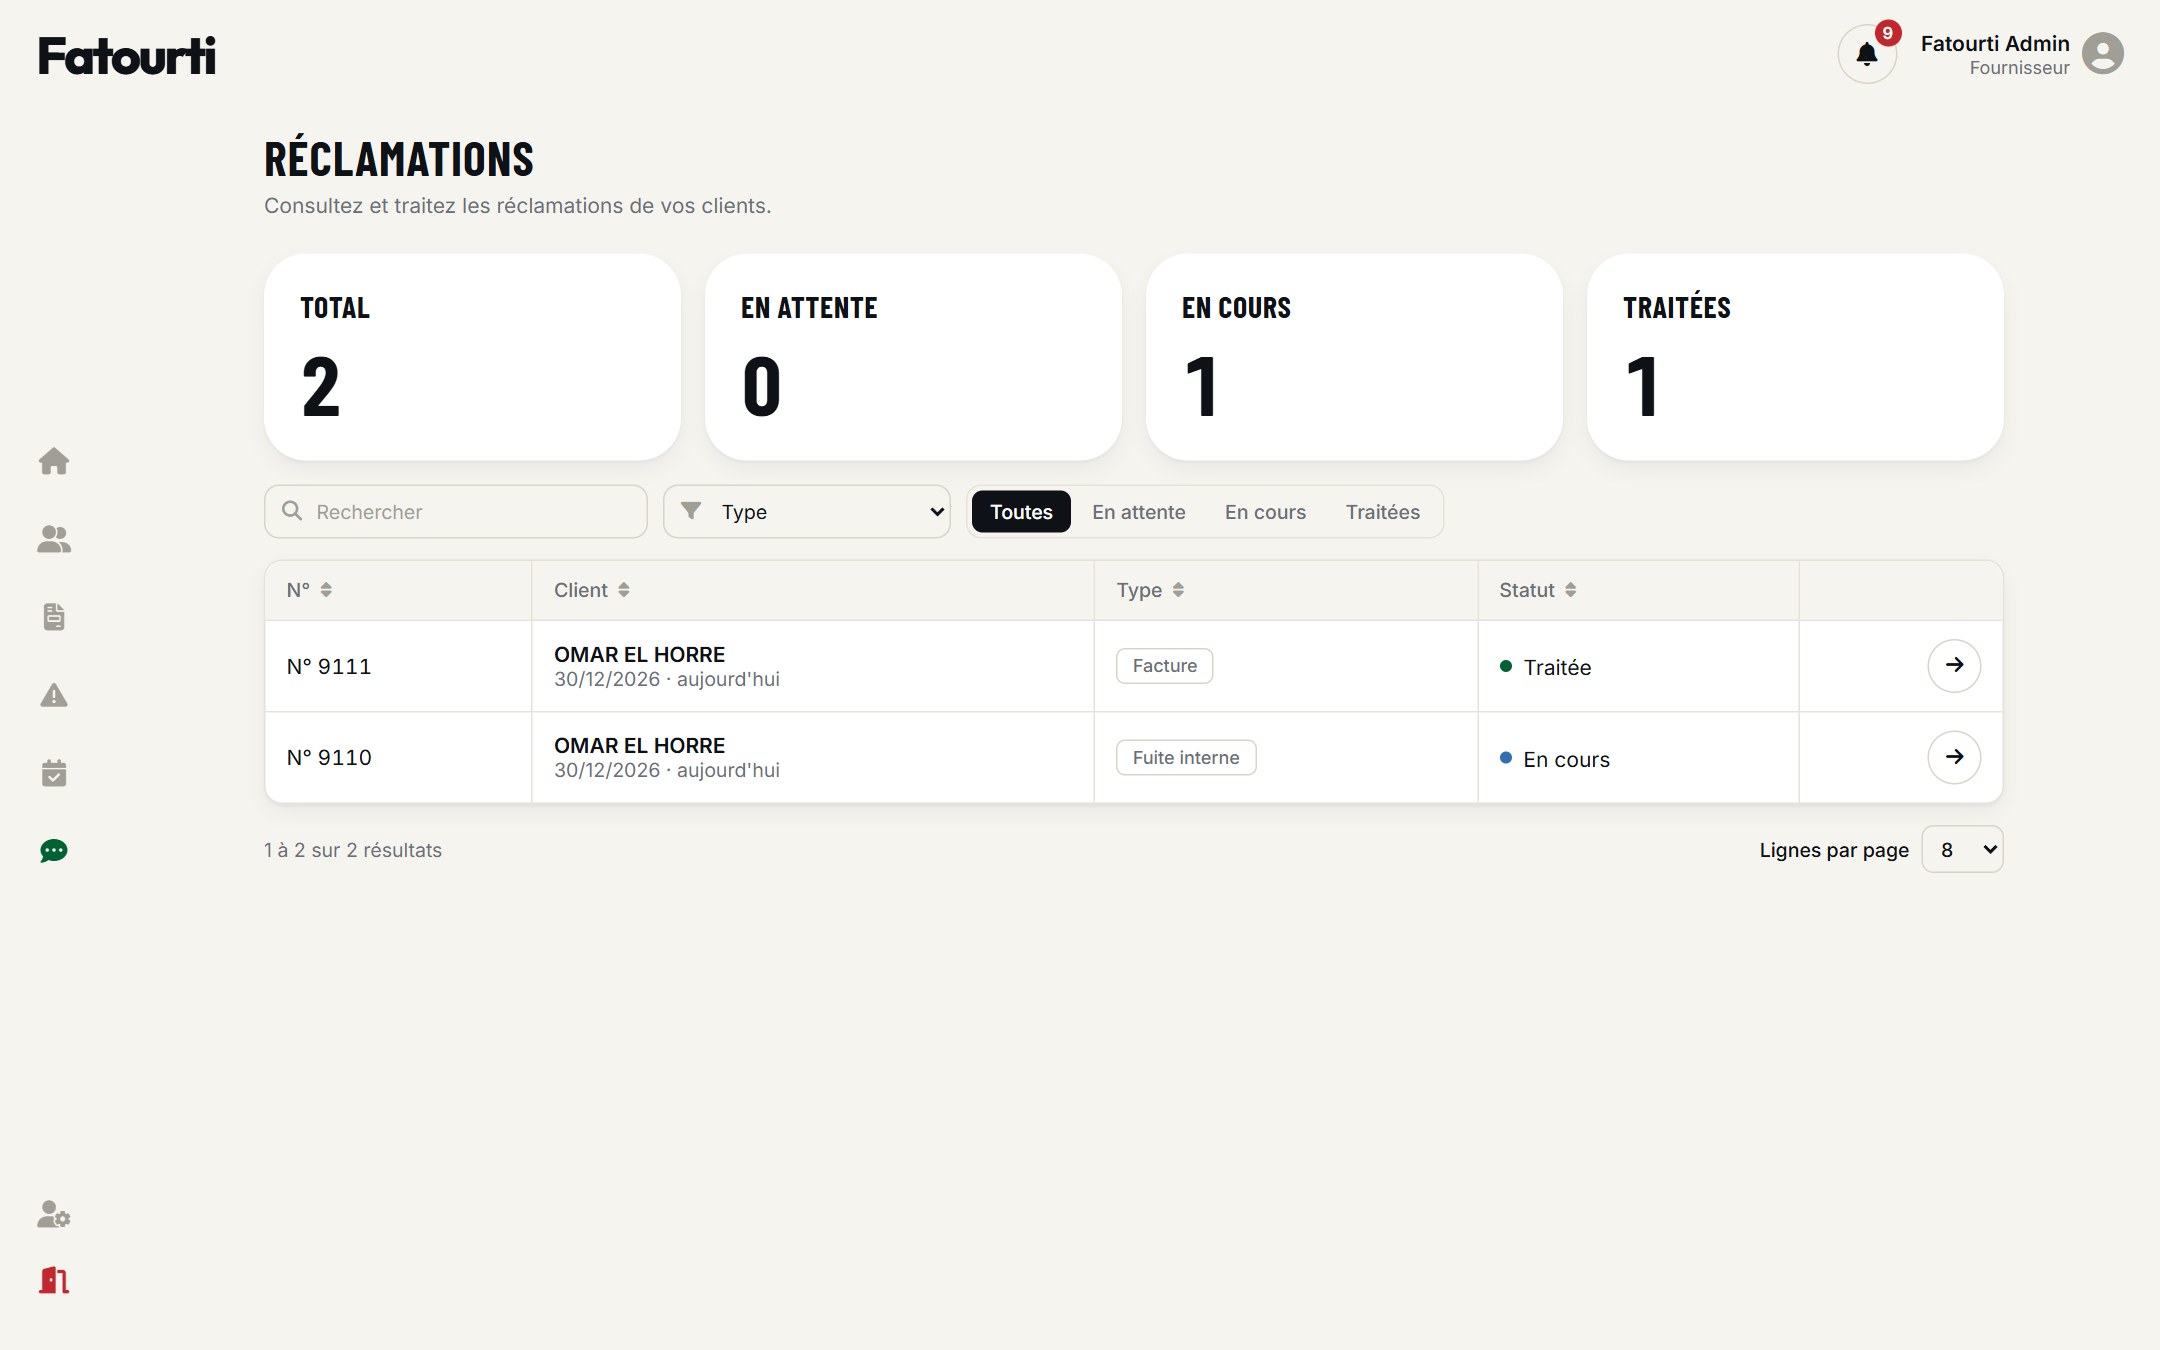 Fatourti
9
Fatourti Admin
Fournisseur
RÉCLAMATIONS
Consultez et traitez les réclamations de vos clients.
TOTAL
2
EN ATTENTE
0
EN COURS
1
TRAITÉES
1
Rechercher
Type
Toutes
En attente
En cours
Traitées
N° Client Type Statut
N° 9111
OMAR EL HORRE
30/12/2026 · aujourd'hui
Facture
Traitée
N° 9110
OMAR EL HORRE
30/12/2026 · aujourd'hui
Fuite interne
En cours
1 à 2 sur 2 résultats
Lignes par page 8